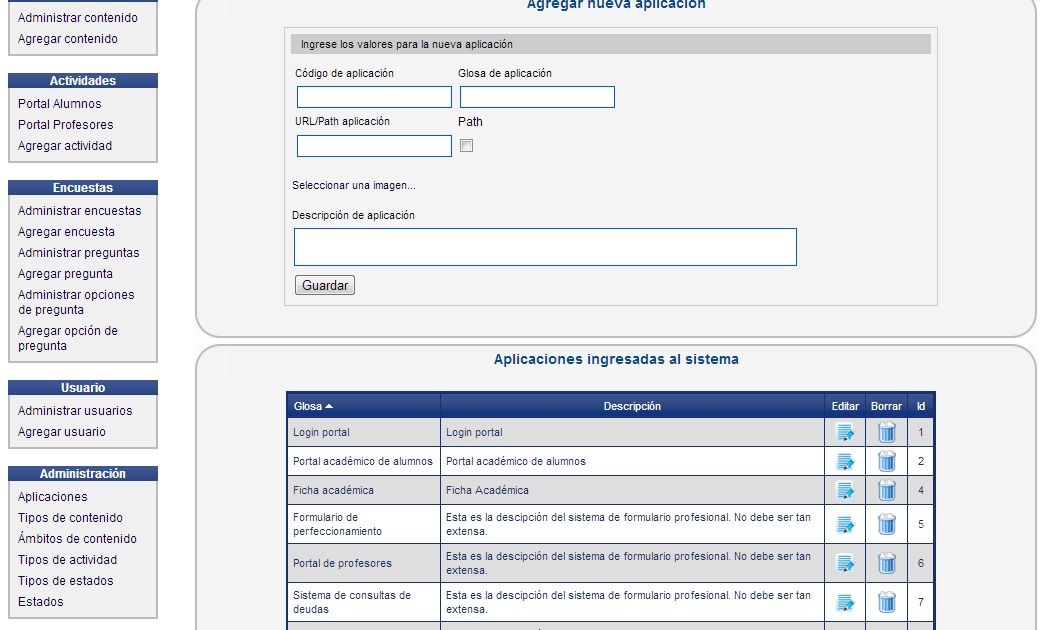 Administrar contenido
Agregar contenido
Actividades
Portal Alumnos
Portal Profesores
Agregar actividad
Encuestas
Administrar encuestas
Agregar encuesta
Administrar preguntas
Agregar pregunta
Administrar opciones
de pregunta
Agregar opción de
pregunta
Usuario
Administrar usuarios
Agregar usuario
Administración
Aplicaciones
Tipos de contenido
Ámbitos de contenido
Tipos de actividad
Tipos de estados
Estados
Agregar nueva aplicación
Ingrese los valores para la nueva aplicación
Código de aplicación Glosa de aplicación
URL/Path aplicación Path
Seleccionar una imagen...
Descripción de aplicación
Guardar
Aplicaciones ingresadas al sistema
Glosa Descripción Editar Borrar Id
Login portal Login portal 1
Portal académico de alumnos Portal académico de alumnos 2
Ficha académica Ficha Académica 4
Formulario de
perfeccionamiento
Esta es la descipción del sistema de formulario profesional. No debe ser tan
extensa.
5
Portal de profesores
Esta es la descipción del sistema de formulario profesional. No debe ser tan
extensa.
6
Sistema de consultas de
deudas
Esta es la descipción del sistema de formulario profesional. No debe ser tan
extensa.
7